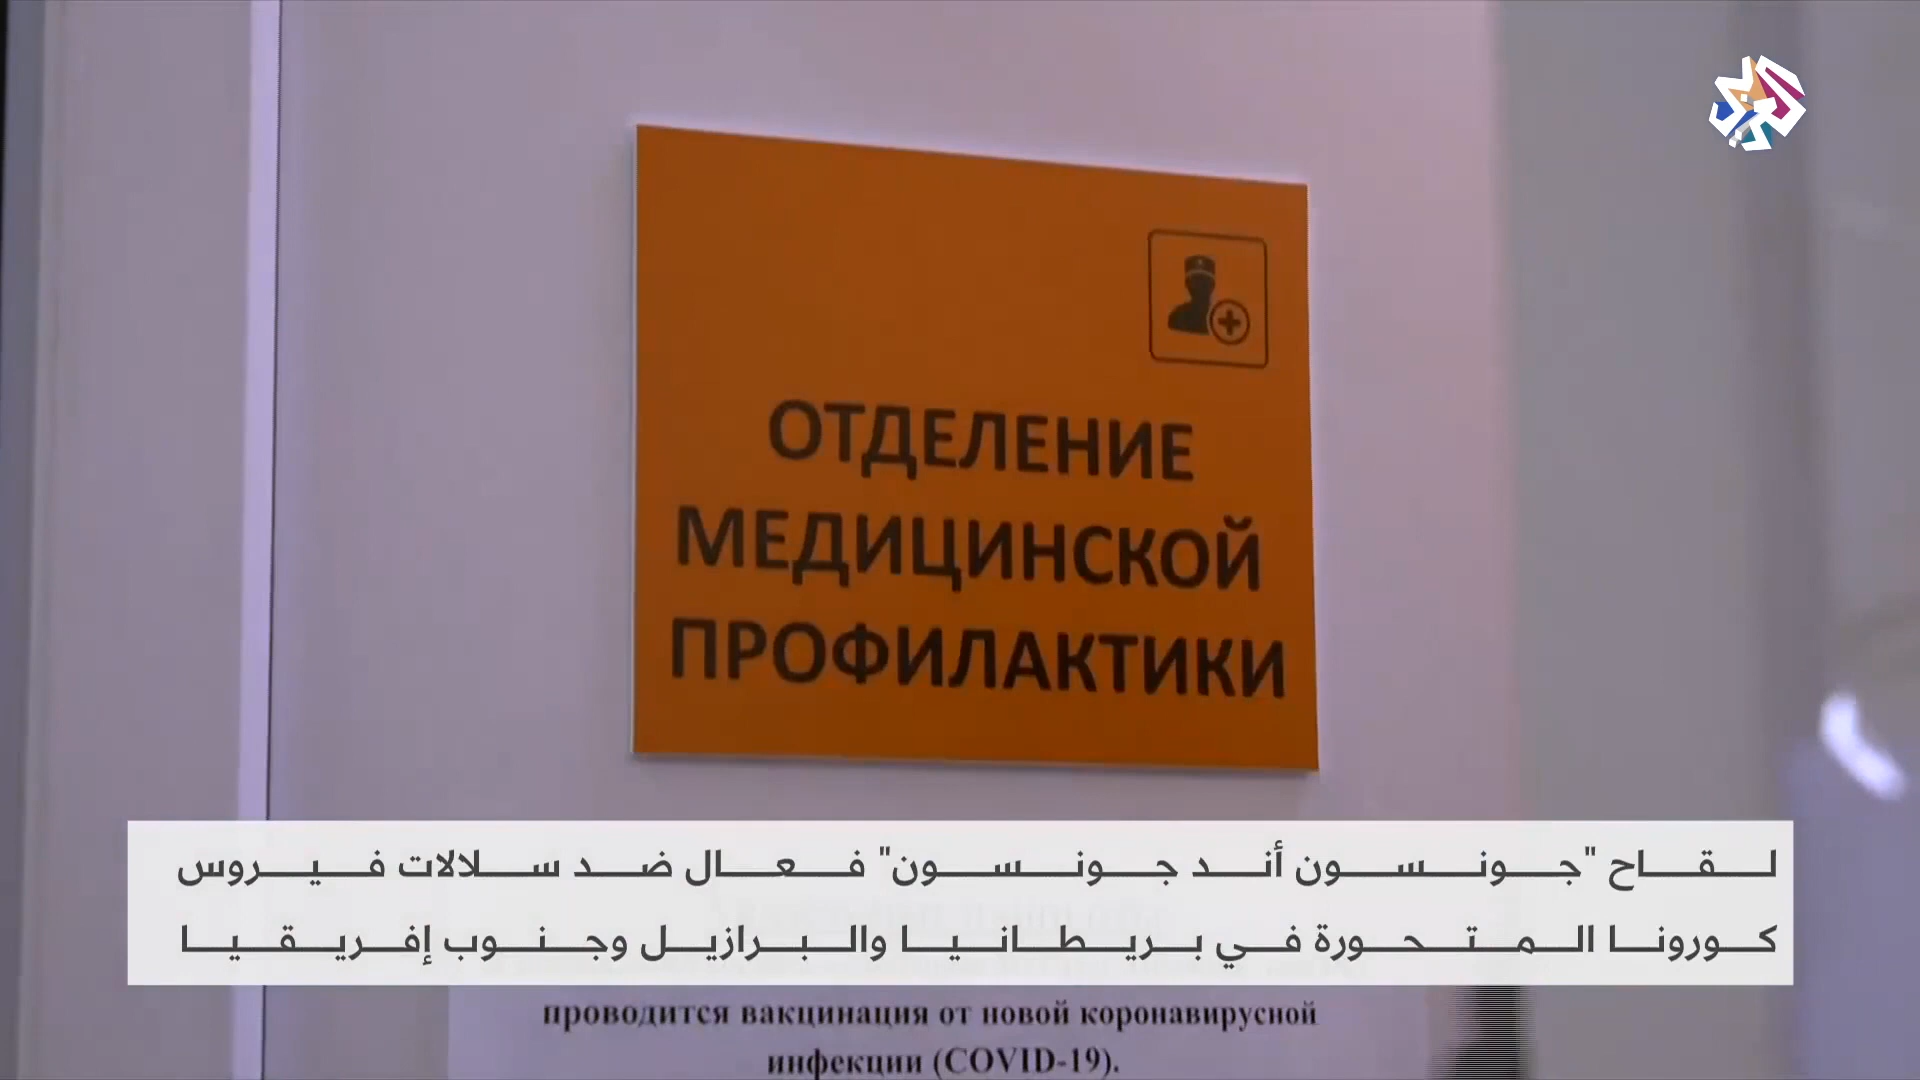 ОТДЕЛЕНИЕ
МЕДИЦИНСКОЙ
ПРОФИЛАКТИКИ
لقاح "جونسون أند جونسون" فعال ضد سلالات فيروس
كورونا المتحورة في بريطانيا والبرازيل وجنوب إفريقيا
проводится вакцинация от новой коронавирусной
инфекции (COVID-19).